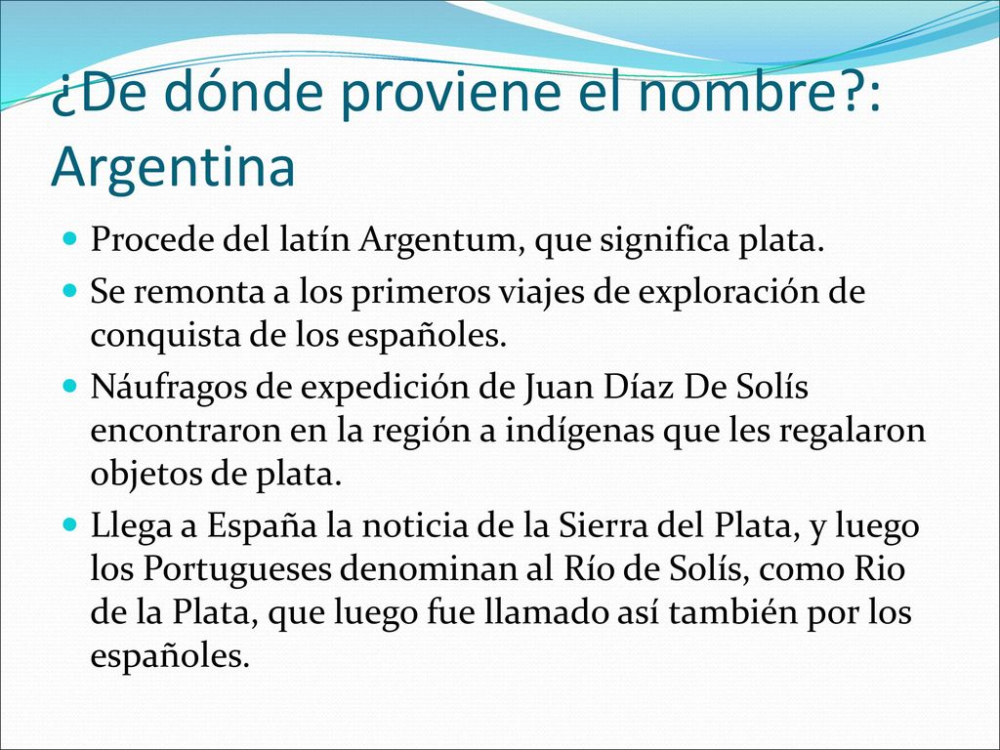 ¿De dónde proviene el nombre?:
Argentina
Procede del latín Argentum, que significa plata.
Se remonta a los primeros viajes de exploración de
conquista de los españoles.
Náufragos de expedición de Juan Díaz De Solís
encontraron en la región a indígenas que les regalaron
objetos de plata.
Llega a España la noticia de la Sierra del Plata, y luego
los Portugueses denominan al Río de Solís, como Rio
de la Plata, que luego fue llamado así también por los
españoles.